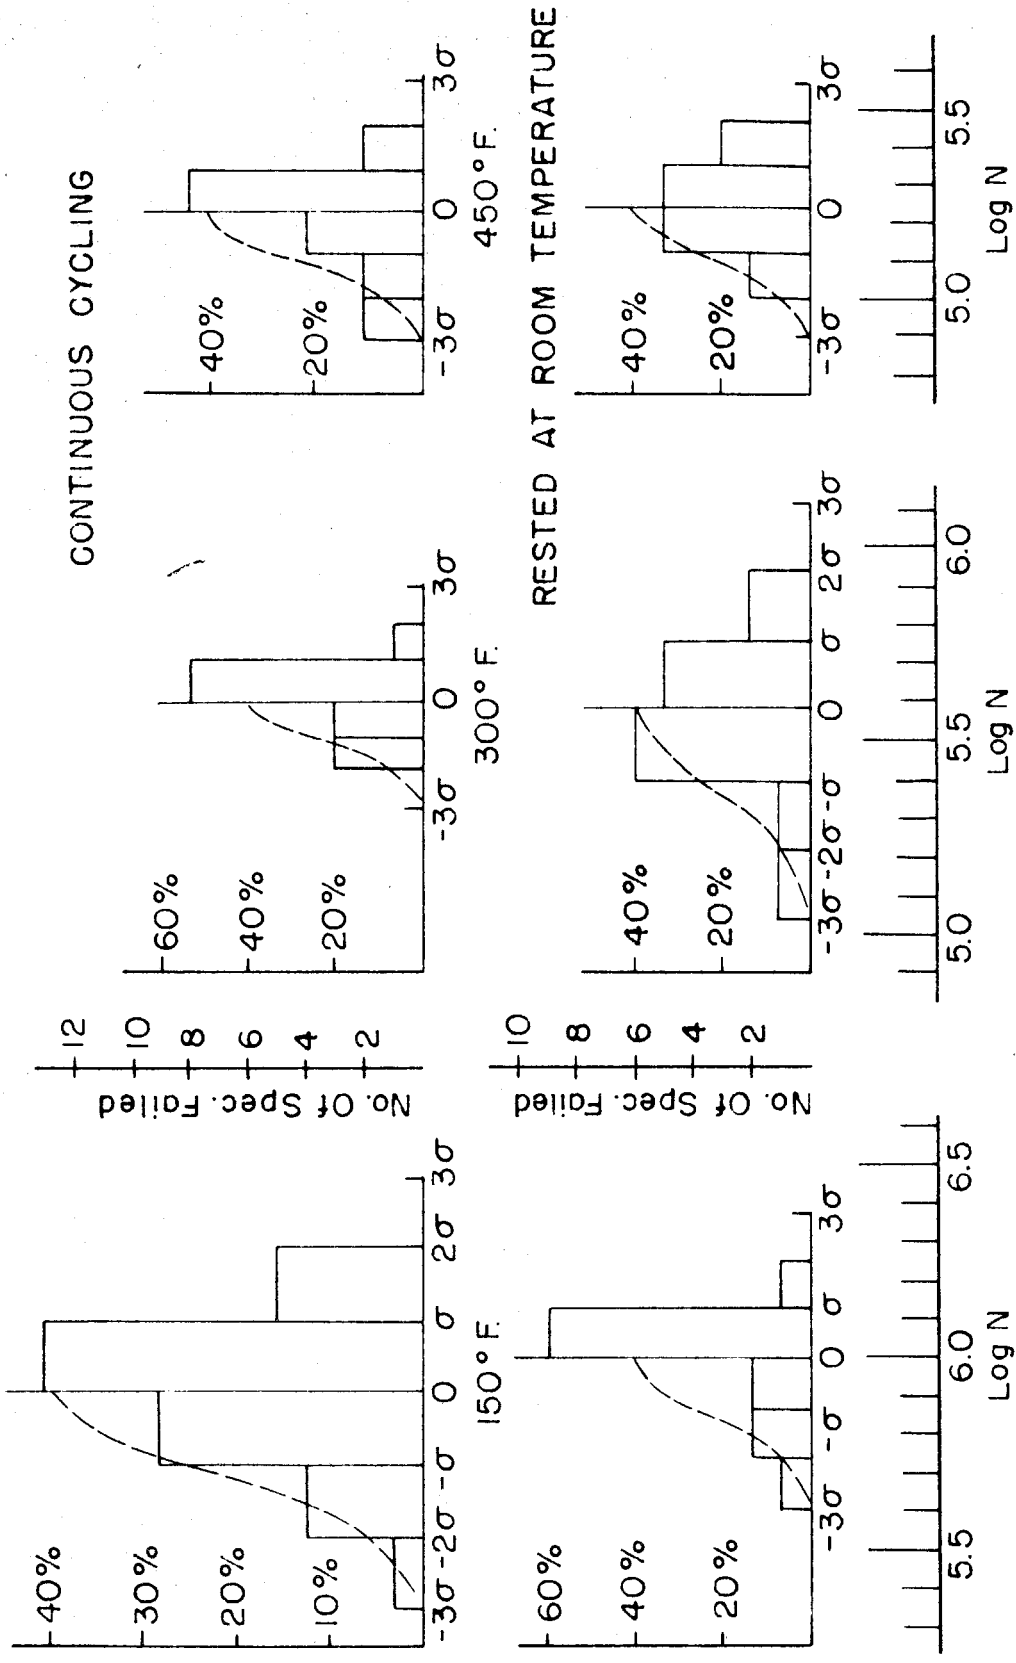 CONTINUOUS CYCLING
40%
30%
20%
10%
-3σ -2σ -σ 0 σ 2σ 3σ
150°F.
12
10
8
6
4
2
No. Of Spec. Failed
60%
40%
20%
-3σ 0 3σ
300°F.
40%
20%
-3σ 0 3σ
450°F.
RESTED AT ROOM TEMPERATURE
60%
40%
20%
-3σ -σ 0 σ 3σ
5.5 6.0 6.5
Log N
10
8
6
4
2
No. Of Spec. Failed
40%
20%
-3σ -2σ -σ 0 σ 2σ 3σ
5.0 5.5 6.0
Log N
40%
20%
-3σ 0 3σ
5.0 5.5
Log N